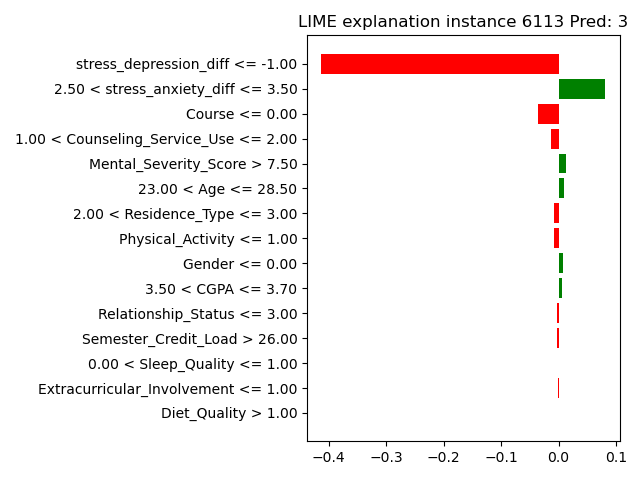 LIME explanation instance 6113 Pred: 3
stress_depression_diff <= -1.00
2.50 < stress_anxiety_diff <= 3.50
Course <= 0.00
1.00 < Counseling_Service_Use <= 2.00
Mental_Severity_Score > 7.50
23.00 < Age <= 28.50
2.00 < Residence_Type <= 3.00
Physical_Activity <= 1.00
Gender <= 0.00
3.50 < CGPA <= 3.70
Relationship_Status <= 3.00
Semester_Credit_Load > 26.00
0.00 < Sleep_Quality <= 1.00
Extracurricular_Involvement <= 1.00
Diet_Quality > 1.00
−0.4 −0.3 −0.2 −0.1 0.0 0.1